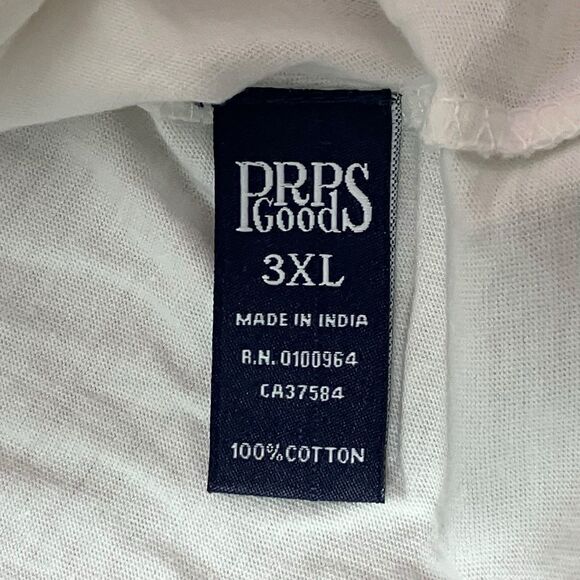 PRPS
GOODS
3XL
MADE IN INDIA
R.N. 0100964
CA37584
100% COTTON